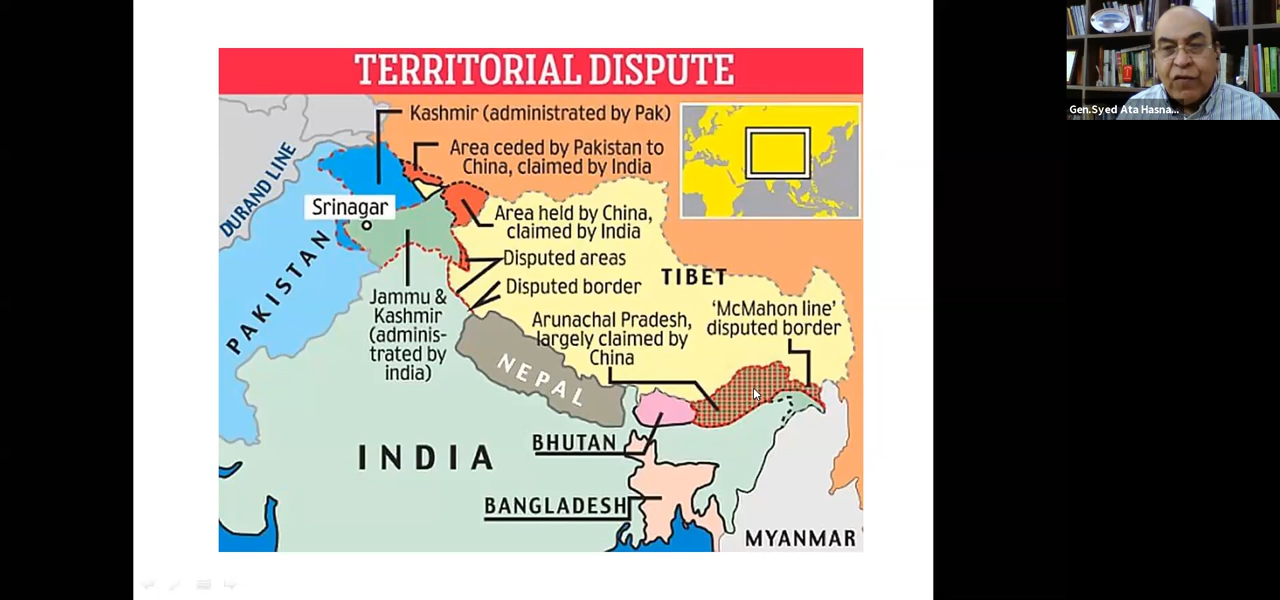 TERRITORIAL DISPUTE
Kashmir (administrated by Pak)
Area ceded by Pakistan to
China, claimed by India
DURAND LINE
Srinagar
Area held by China,
claimed by India
Disputed areas
TIBET
Disputed border
PAKISTAN
Jammu &
Kashmir
(adminis-
trated by
india)
'McMahon line'
disputed border
Arunachal Pradesh,
largely claimed by
China
NEPAL
BHUTAN
INDIA
BANGLADESH
MYANMAR
Gen.Syed Ata Hasna...